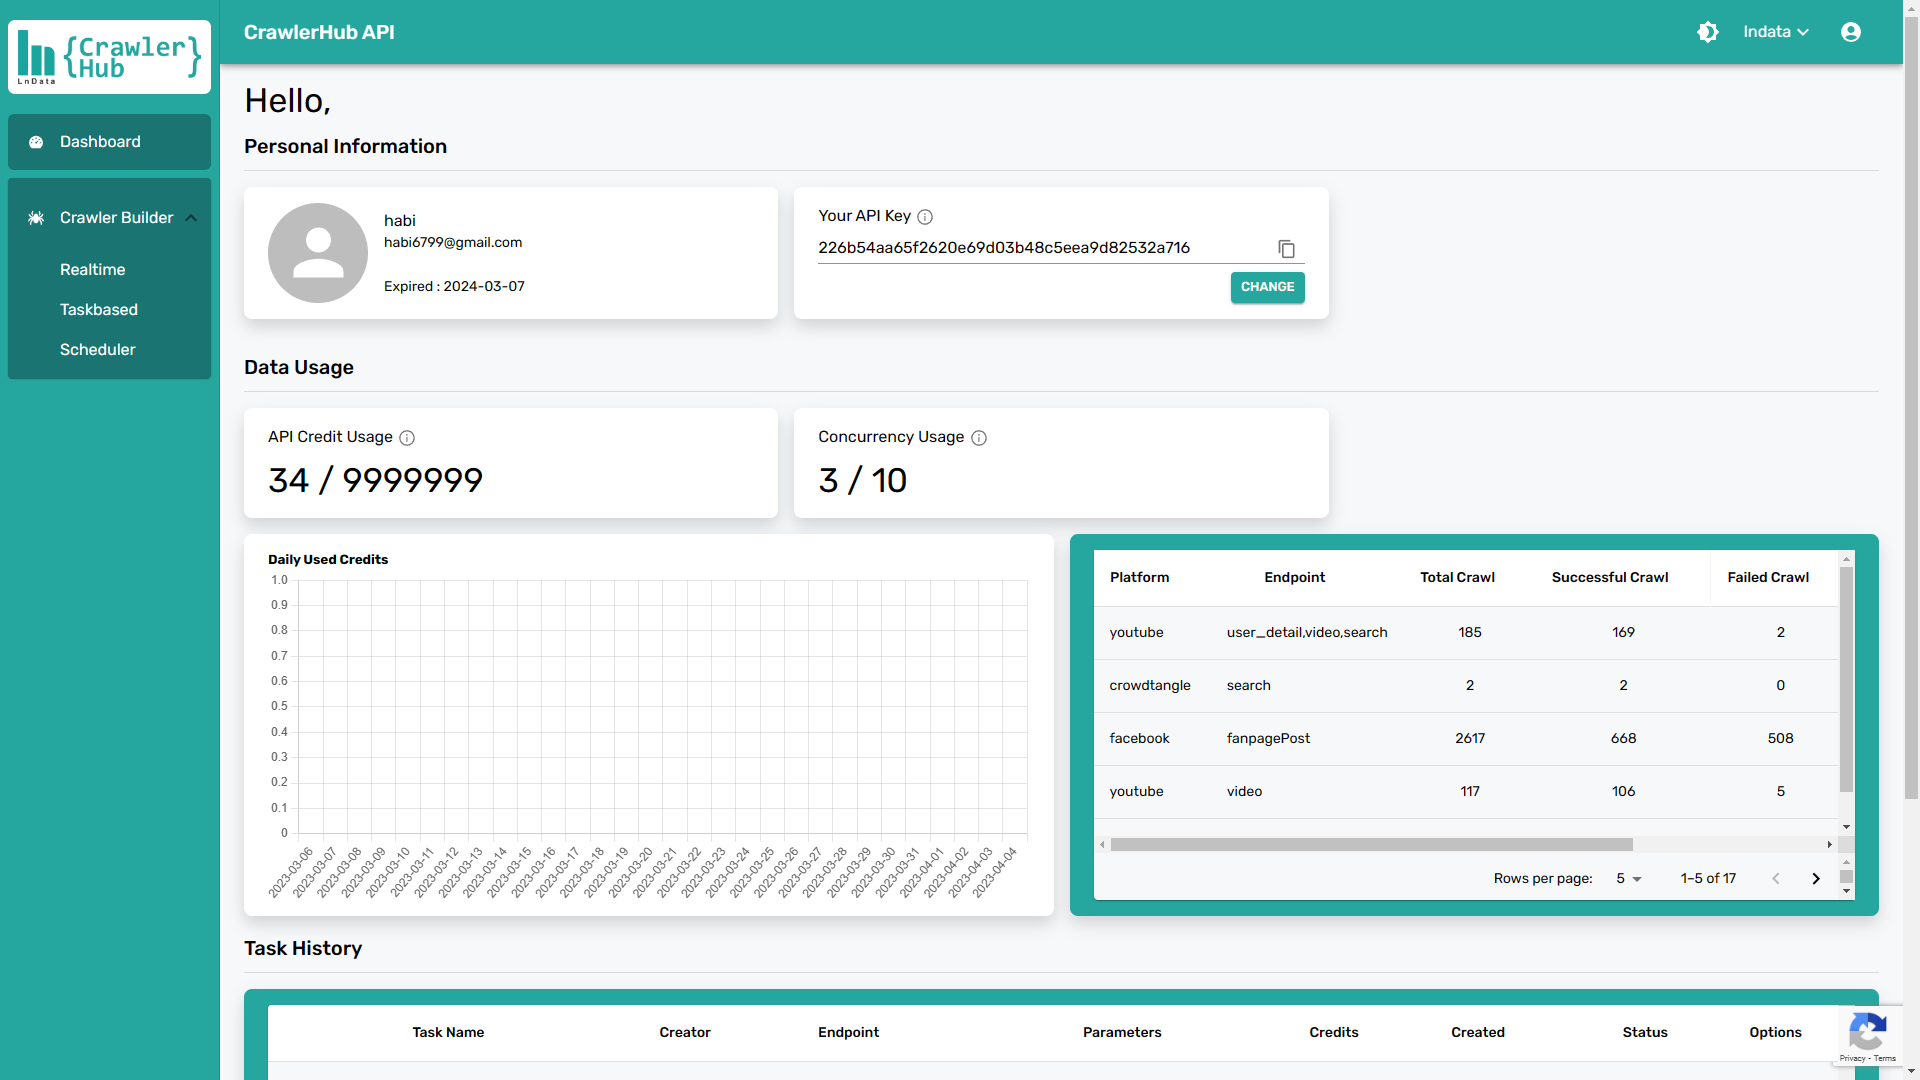 LnData
{Crawler
Hub}
CrawlerHub API
Indata
Dashboard
Crawler Builder
Realtime
Taskbased
Scheduler
Hello,
Personal Information
habi
habi6799@gmail.com
Expired : 2024-03-07
Your API Key
226b54aa65f2620e69d03b48c5eea9d82532a716
CHANGE
Data Usage
API Credit Usage
34 / 9999999
Concurrency Usage
3 / 10
Daily Used Credits
1.0
0.9
0.8
0.7
0.6
0.5
0.4
0.3
0.2
0.1
0
2023-03-06 2023-03-07 2023-03-08 2023-03-09 2023-03-10 2023-03-11 2023-03-12 2023-03-13 2023-03-14 2023-03-15 2023-03-16 2023-03-17 2023-03-18 2023-03-19 2023-03-20 2023-03-21 2023-03-22 2023-03-23 2023-03-24 2023-03-25 2023-03-26 2023-03-27 2023-03-28 2023-03-29 2023-03-30 2023-03-31 2023-04-01 2023-04-02 2023-04-03 2023-04-04
Platform Endpoint Total Crawl Successful Crawl Failed Crawl
youtube user_detail,video,search 185 169 2
crowdtangle search 2 2 0
facebook fanpagePost 2617 668 508
youtube video 117 106 5
Rows per page: 5 1–5 of 17
Task History
Task Name Creator Endpoint Parameters Credits Created Status Options
Privacy - Terms